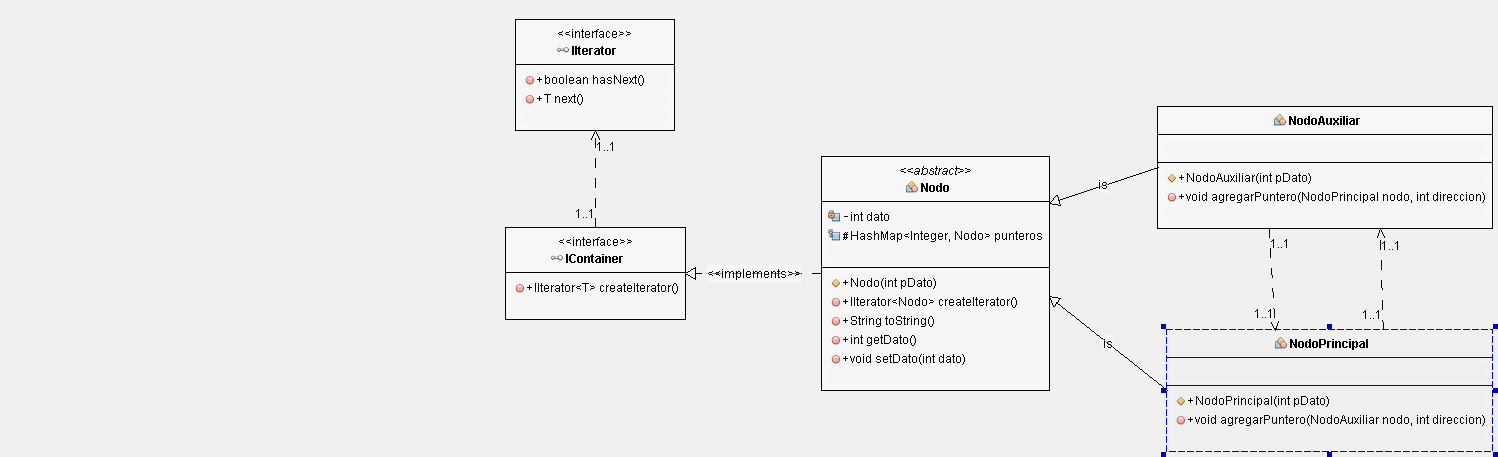 <<interface>>
IIterator
+boolean hasNext()
+T next()
1..1
1..1
<<interface>>
IContainer
+IIterator<T> createIterator()
<<implements>>
<<abstract>>
Nodo
-int dato
#HashMap<Integer, Nodo> punteros
+Nodo(int pDato)
+IIterator<Nodo> createIterator()
+String toString()
+int getDato()
+void setDato(int dato)
is
is
NodoAuxiliar
+NodoAuxiliar(int pDato)
+void agregarPuntero(NodoPrincipal nodo, int direccion)
1..1
1..1
1..1
1..1
NodoPrincipal
+NodoPrincipal(int pDato)
+void agregarPuntero(NodoAuxiliar nodo, int direccion)